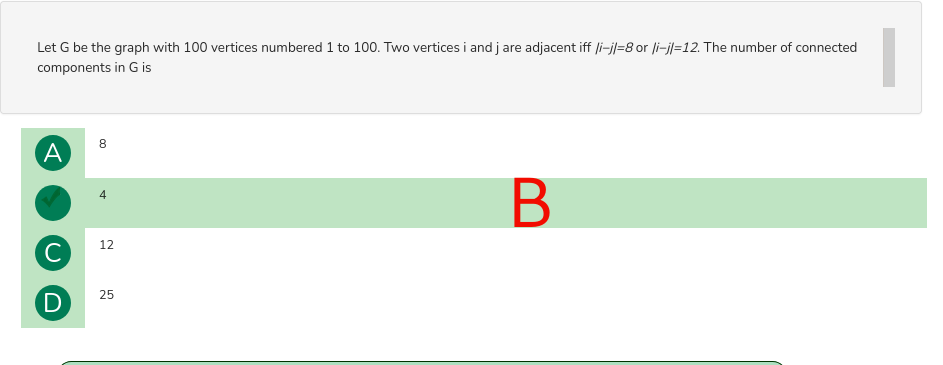 Let G be the graph with 100 vertices numbered 1 to 100. Two vertices i and j are adjacent iff |i−j|=8 or |i−j|=12. The number of connected
components in G is
A 8
4 B
C 12
D 25